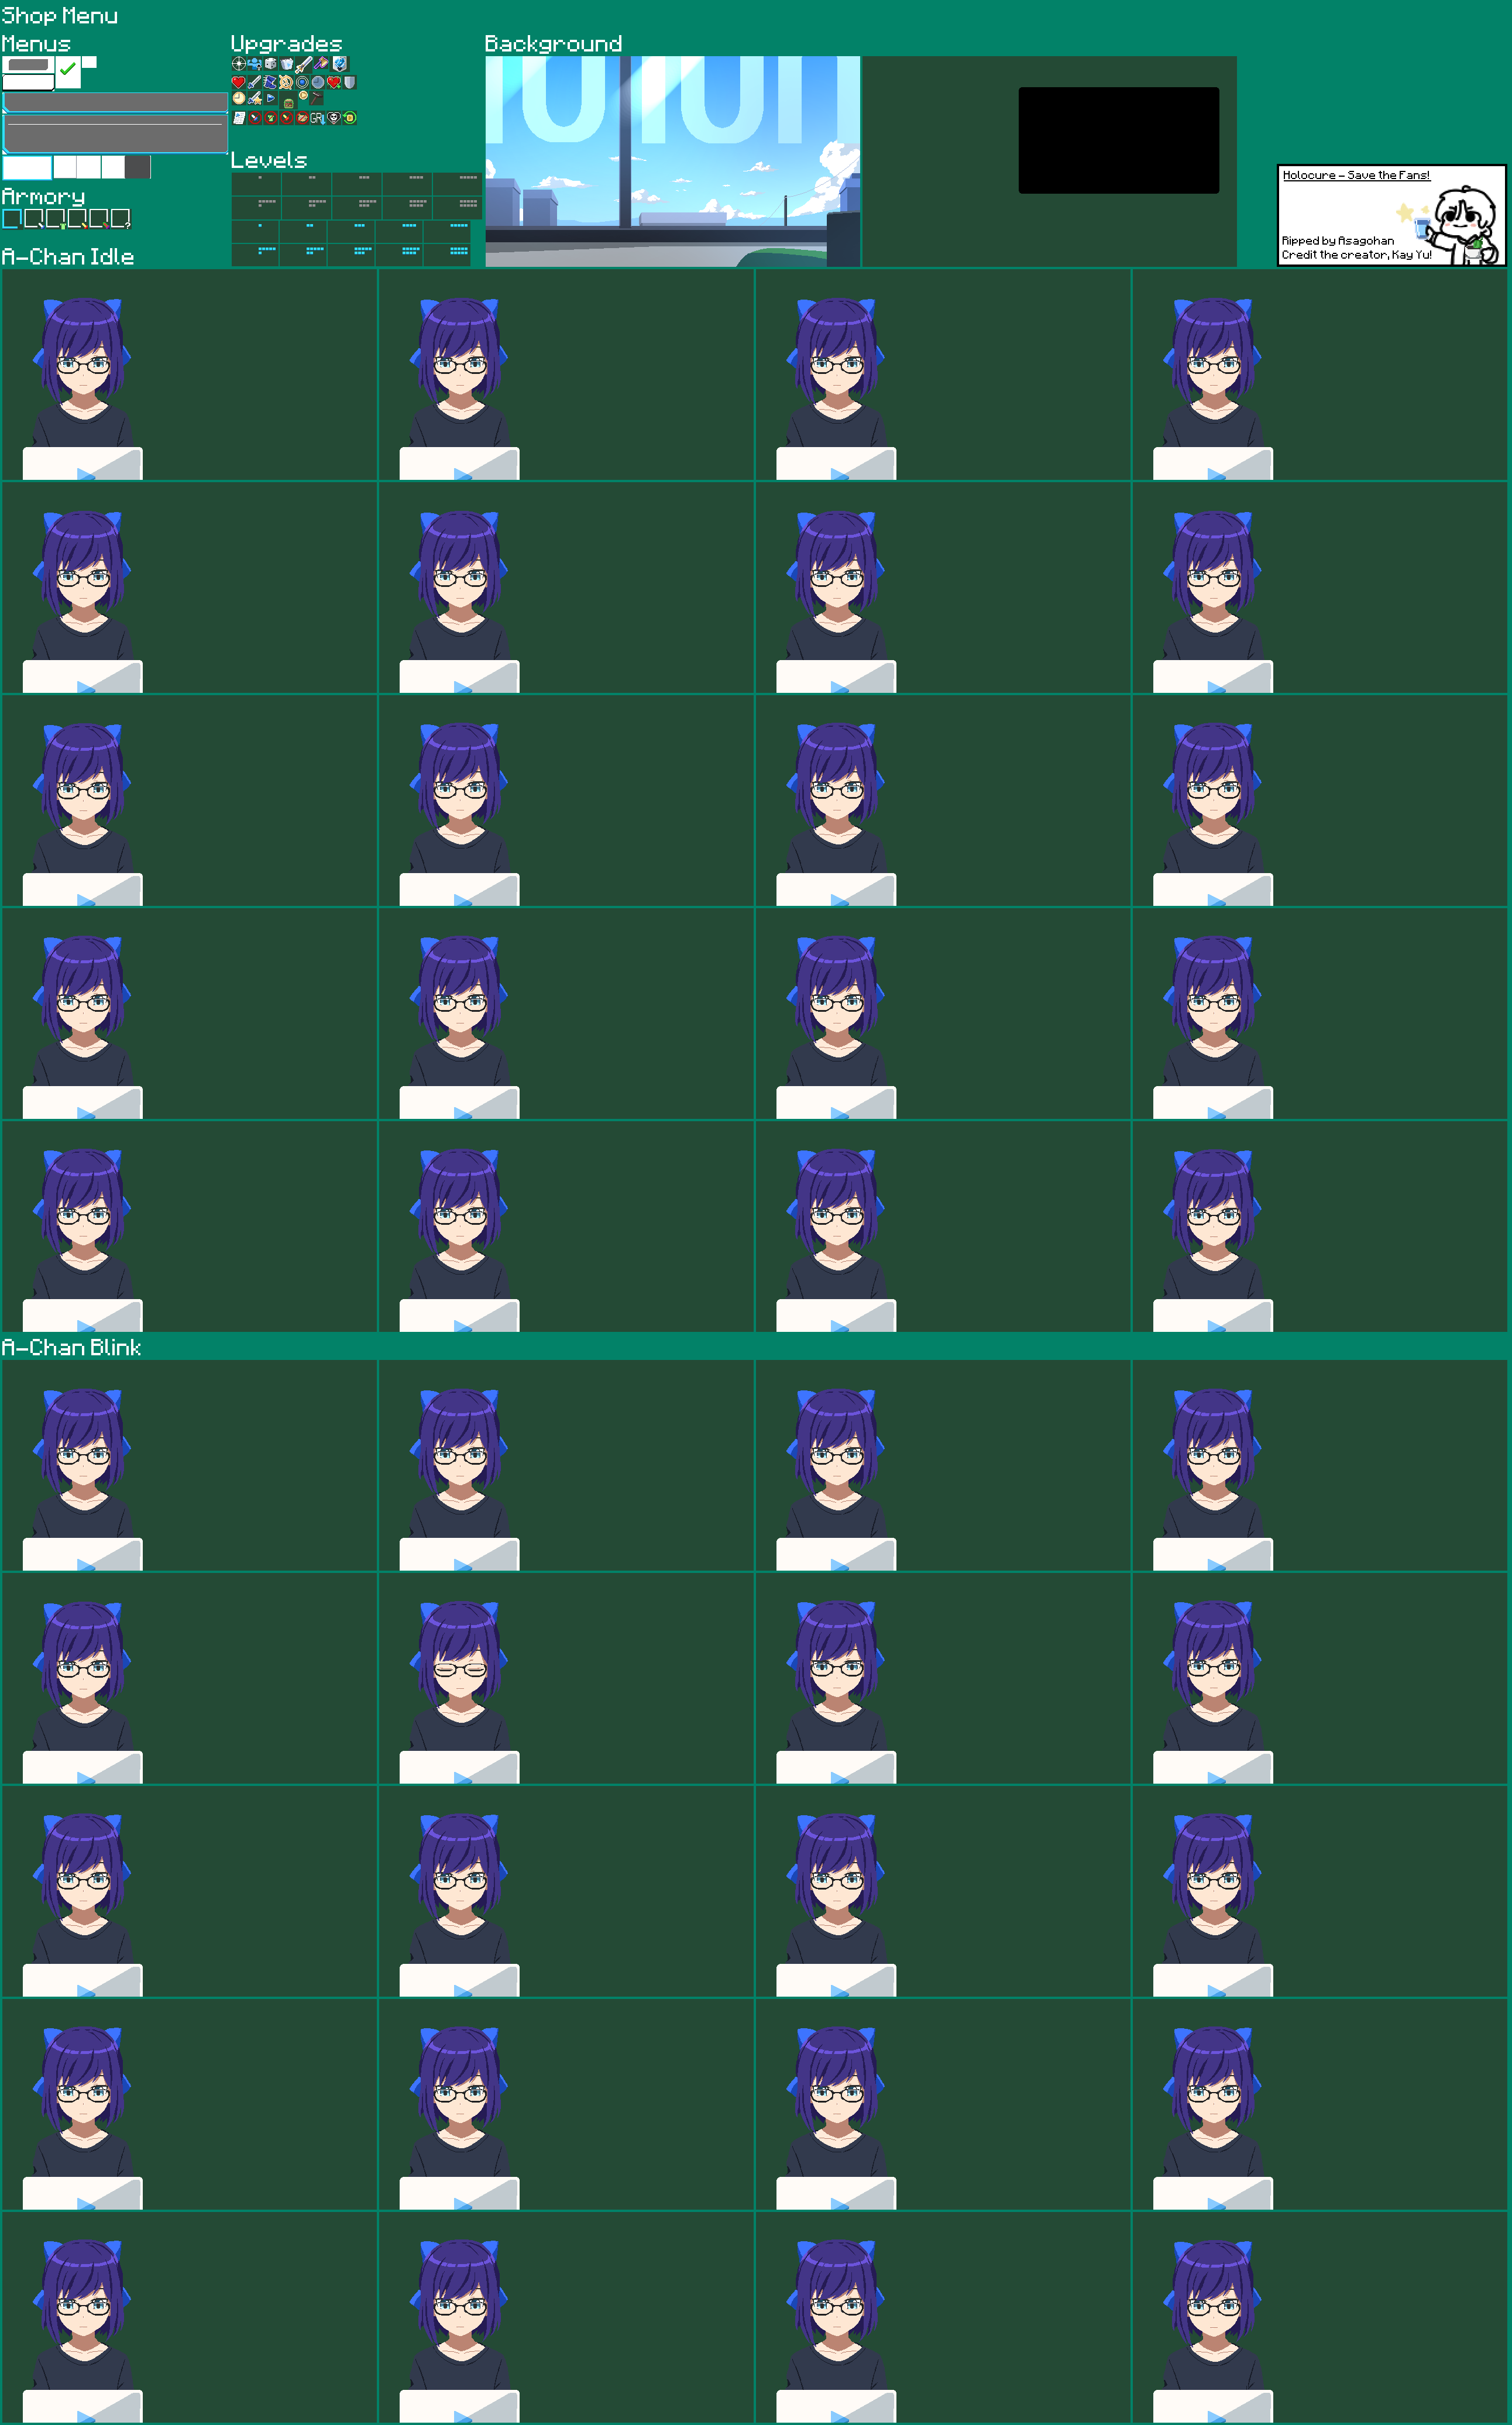 Shop Menu
Menus
Upgrades
Background
Levels
Armory
GR
Holocure - Save the Fans!
Ripped by Asagohan
Credit the creator, Kay Yu!
A-Chan Idle
A-Chan Blink